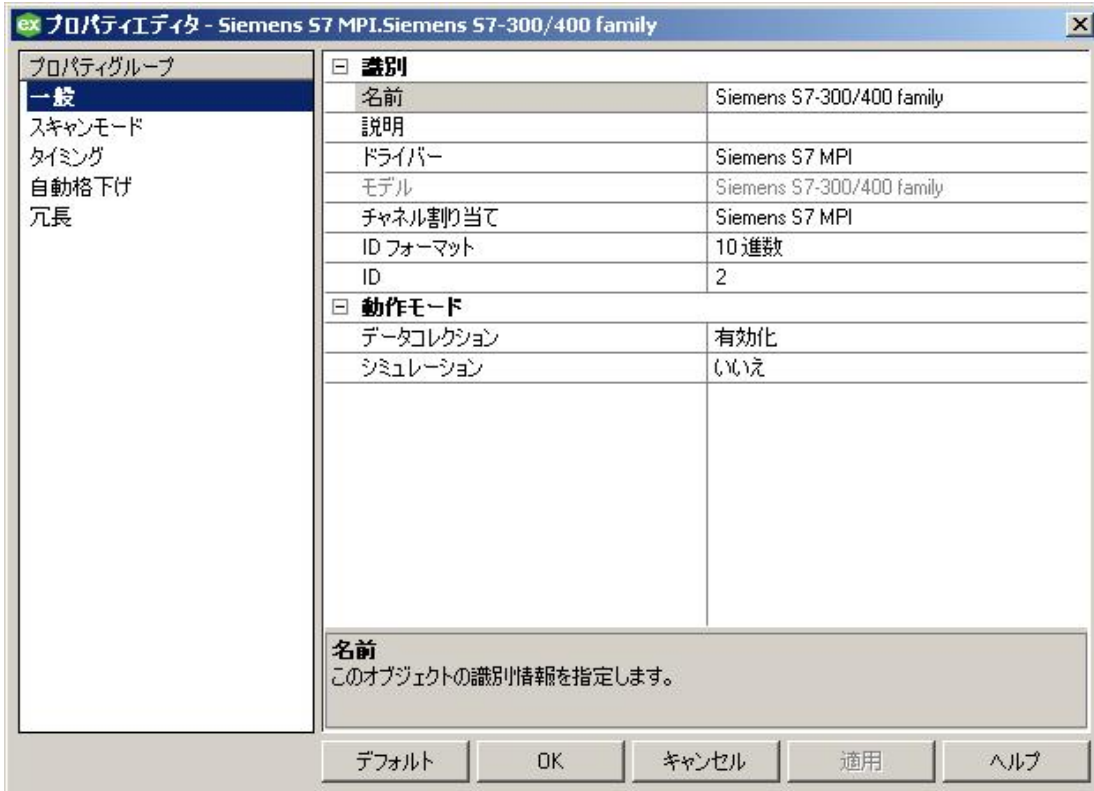 ex プロパティエディタ - Siemens S7 MPI.Siemens S7-300/400 family
プロパティグループ
一般
スキャンモード
タイミング
自動格下げ
冗長
識別
名前 Siemens S7-300/400 family
説明
ドライバー Siemens S7 MPI
モデル Siemens S7-300/400 family
チャネル割り当て Siemens S7 MPI
ID フォーマット 10 進数
ID 2
動作モード
データコレクション 有効化
シミュレーション いいえ
名前
このオブジェクトの識別情報を指定します。
デフォルト OK キャンセル 適用 ヘルプ